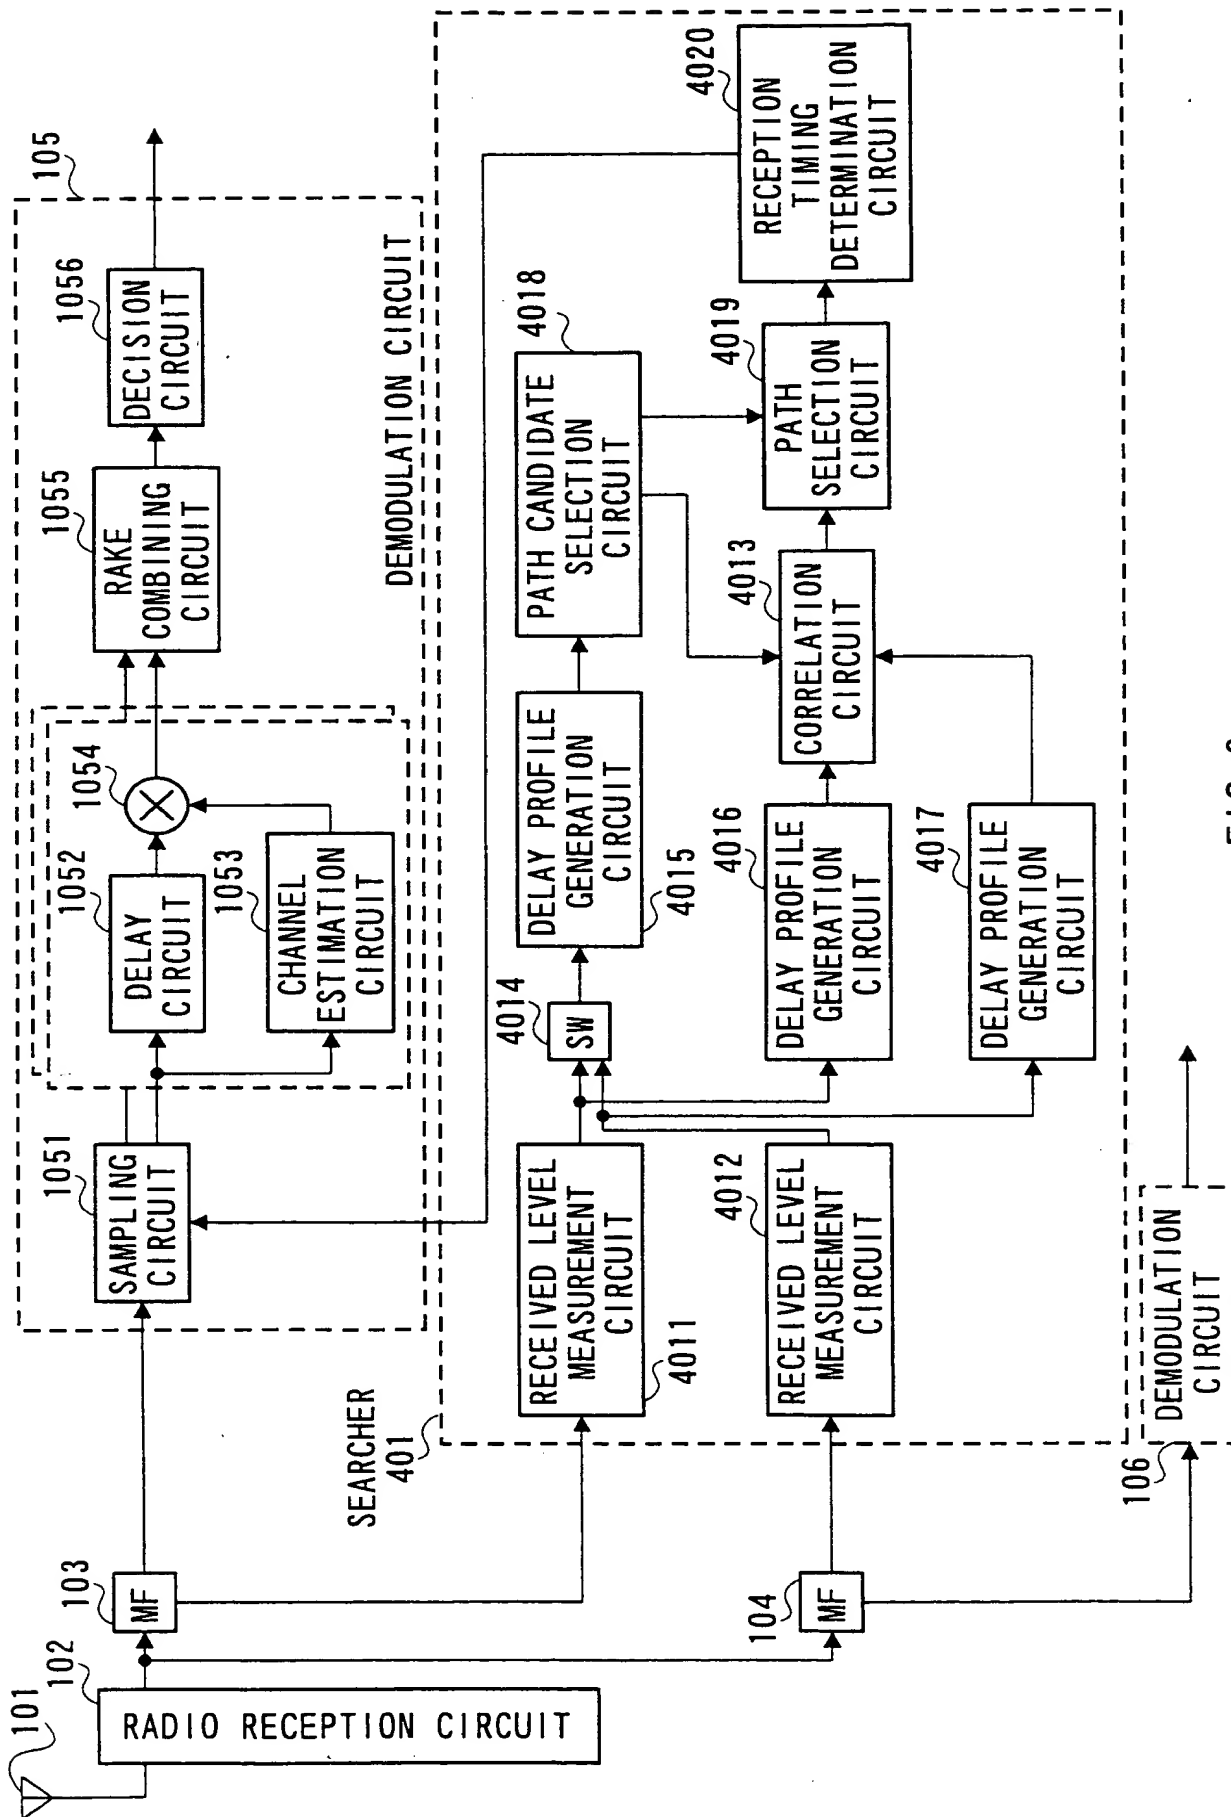 101
102
RADIO RECEPTION CIRCUIT
103
MF
104
MF
105
DEMODULATION CIRCUIT
1051
SAMPLING
CIRCUIT
1052
DELAY
CIRCUIT
1053
CHANNEL
ESTIMATION
CIRCUIT
1054
1055
RAKE
COMBINING
CIRCUIT
1056
DECISION
CIRCUIT
SEARCHER
401
RECEIVED LEVEL
MEASUREMENT
CIRCUIT
4011
4012
RECEIVED LEVEL
MEASUREMENT
CIRCUIT
4014
SW
DELAY PROFILE
GENERATION
CIRCUIT
4015
4016
DELAY PROFILE
GENERATION
CIRCUIT
4017
DELAY PROFILE
GENERATION
CIRCUIT
4018
PATH CANDIDATE
SELECTION
CIRCUIT
4013
CORRELATION
CIRCUIT
4019
PATH
SELECTION
CIRCUIT
4020
RECEPTION
TIMING
DETERMINATION
CIRCUIT
106
DEMODULATION
CIRCUIT